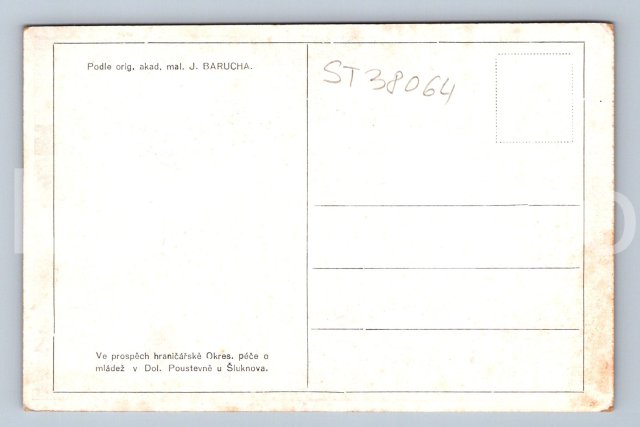 Podle orig. akad. mal. J. BARUCHA.
ST38064
Ve prospěch hraničářské Okres. péče o
mládež v Dol. Poustevně u Šluknova.